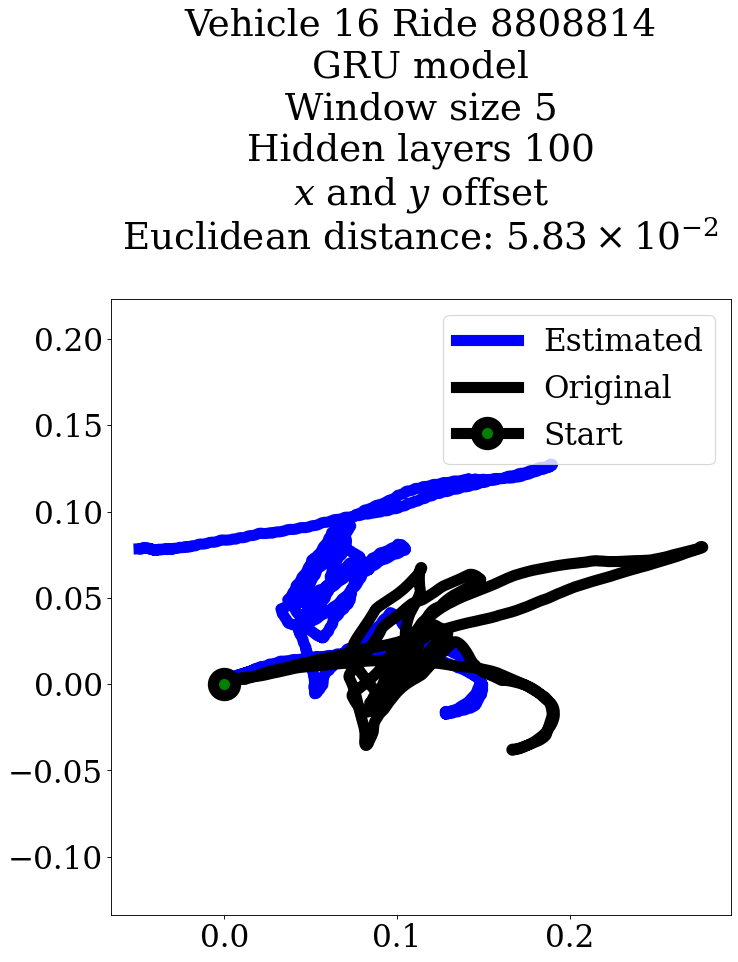 Vehicle 16 Ride 8808814
GRU model
Window size 5
Hidden layers 100
x and y offset
Euclidean distance: 5.83 × 10⁻²
Estimated
Original
Start
0.20
0.15
0.10
0.05
0.00
−0.05
−0.10
0.0 0.1 0.2